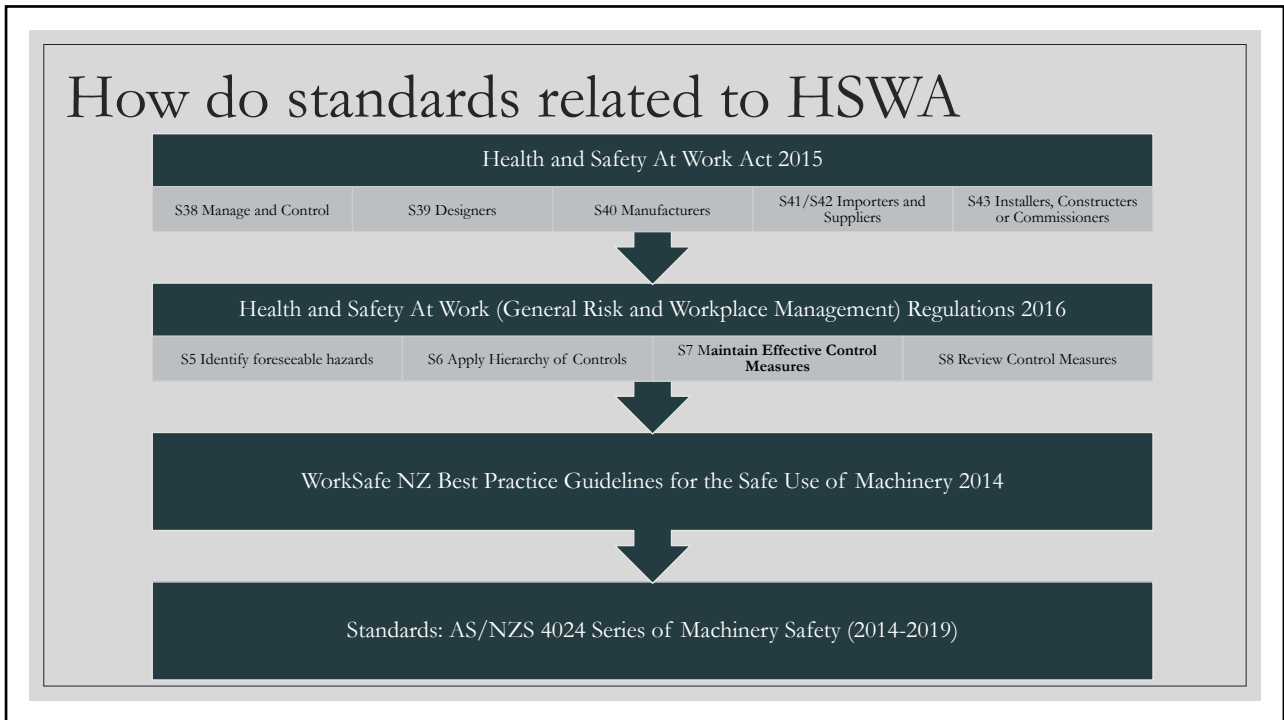 How do standards related to HSWA
Health and Safety At Work Act 2015
S38 Manage and Control
S39 Designers
S40 Manufacturers
S41/S42 Importers and
Suppliers
S43 Installers, Constructers
or Commissioners
Health and Safety At Work (General Risk and Workplace Management) Regulations 2016
S5 Identify foreseeable hazards
S6 Apply Hierarchy of Controls
S7 Maintain Effective Control
Measures
S8 Review Control Measures
WorkSafe NZ Best Practice Guidelines for the Safe Use of Machinery 2014
Standards: AS/NZS 4024 Series of Machinery Safety (2014-2019)